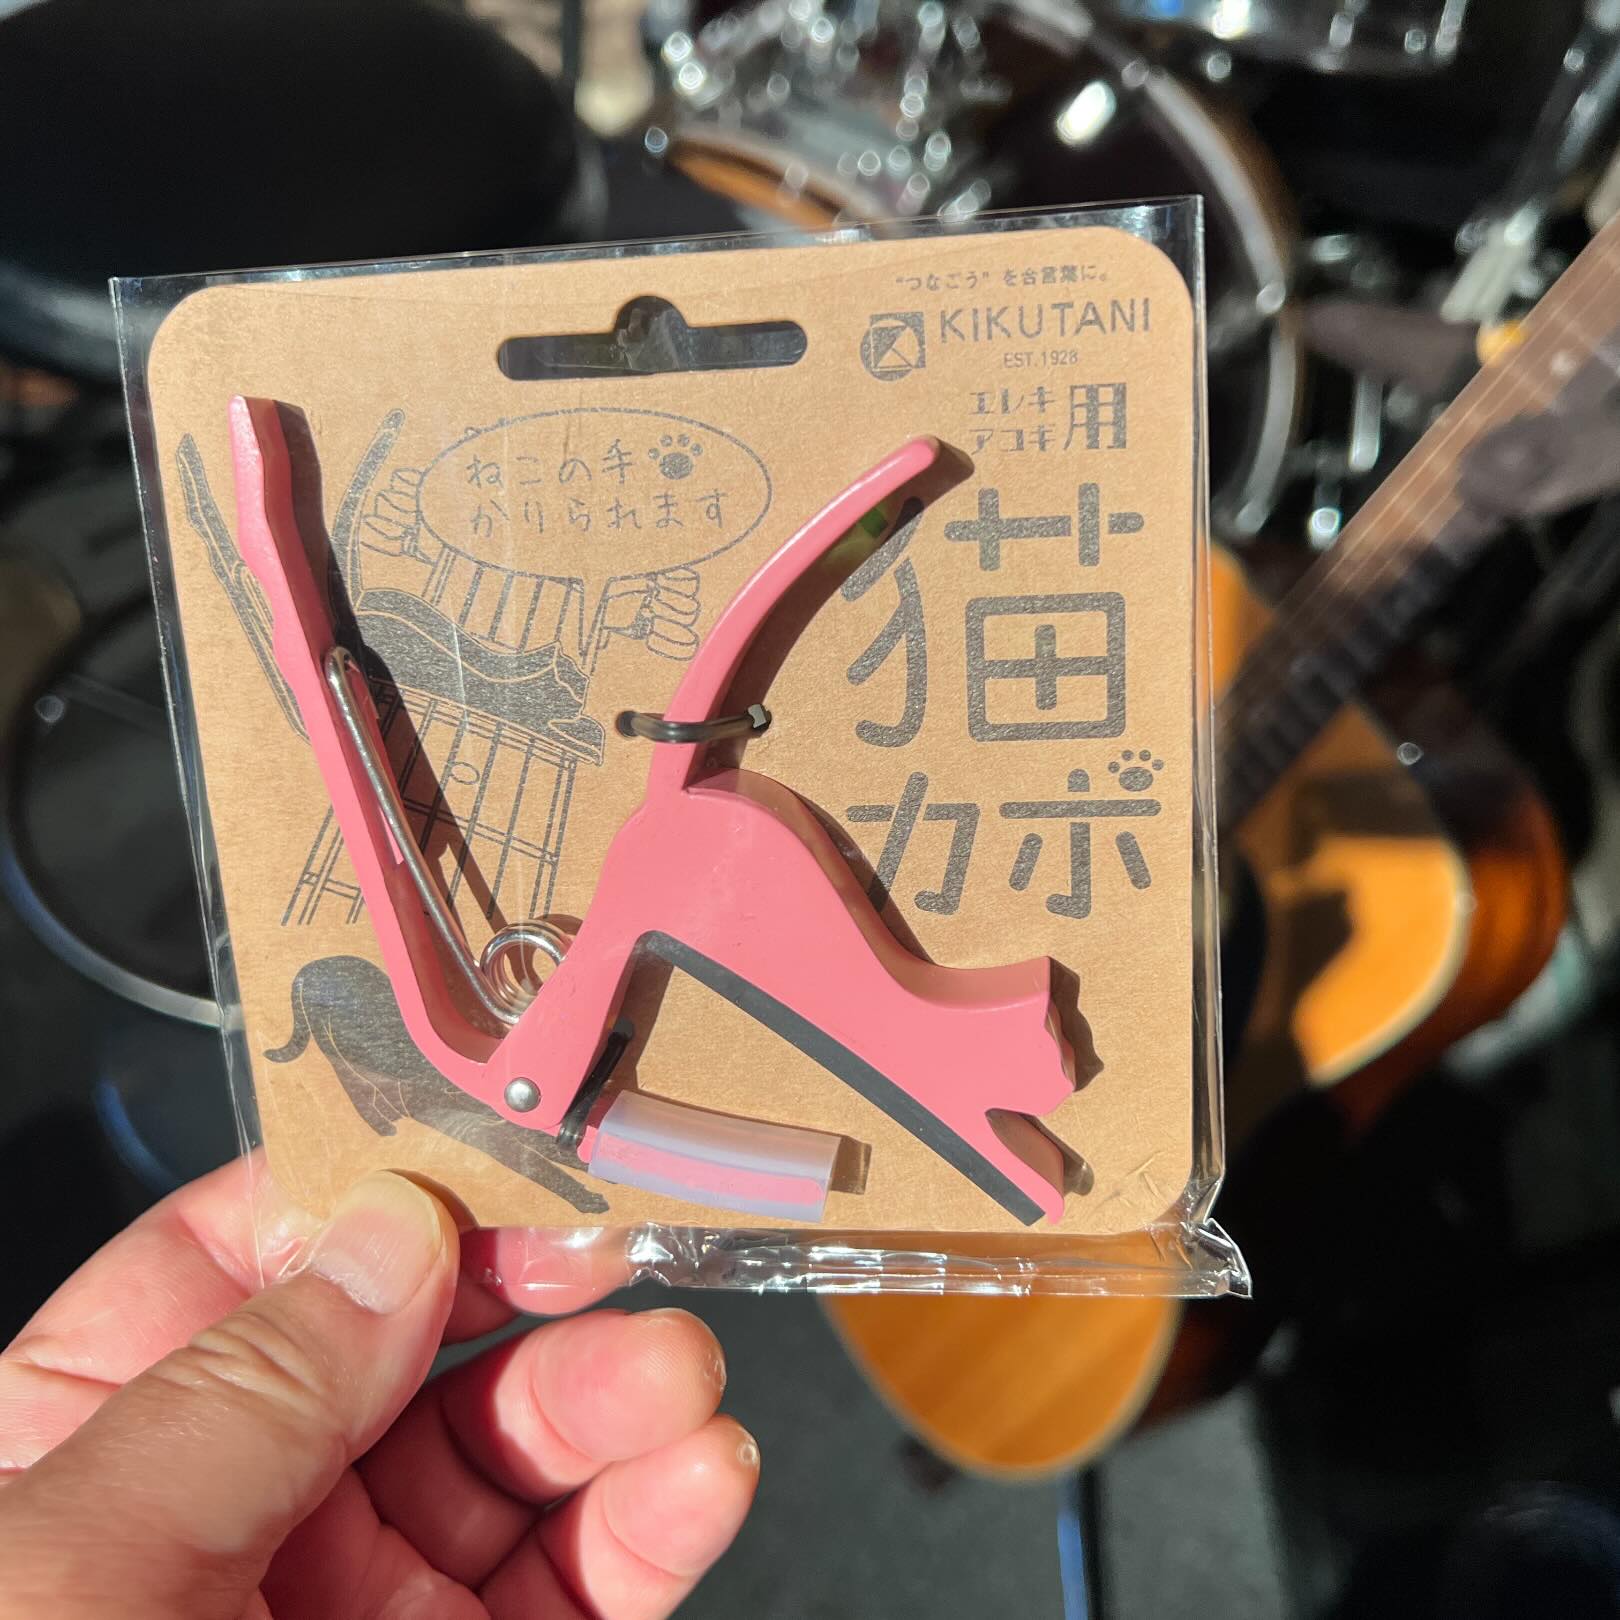 "つなごう" を台言葉に。
KIKUTANI
EST.1928
エレキ
アコギ用
ねこの手
かりられます
猫
カポ